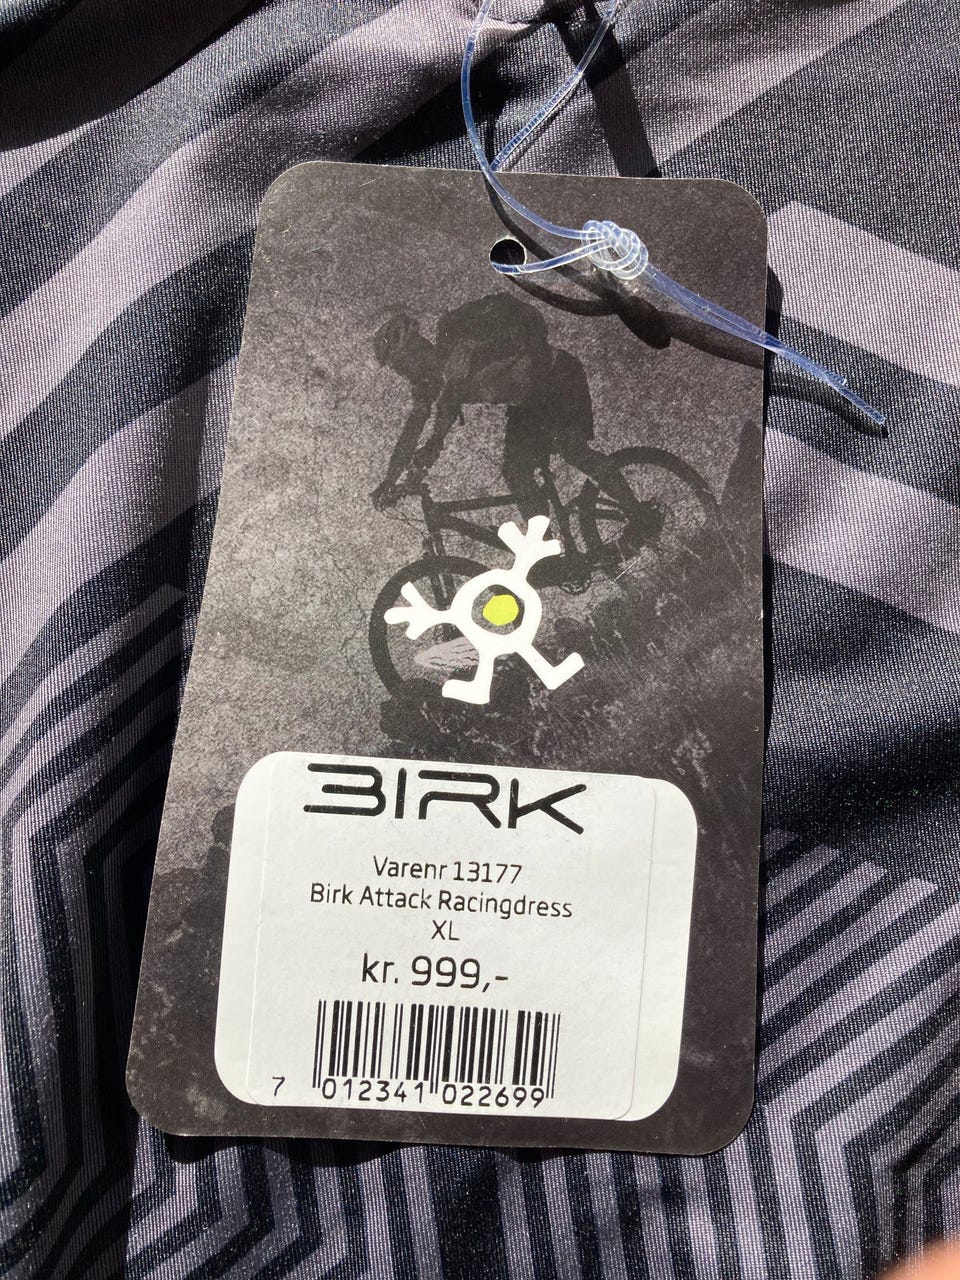 BIRK
Varenr 13177
Birk Attack Racingdress
XL
kr. 999,-
7 012341 022699